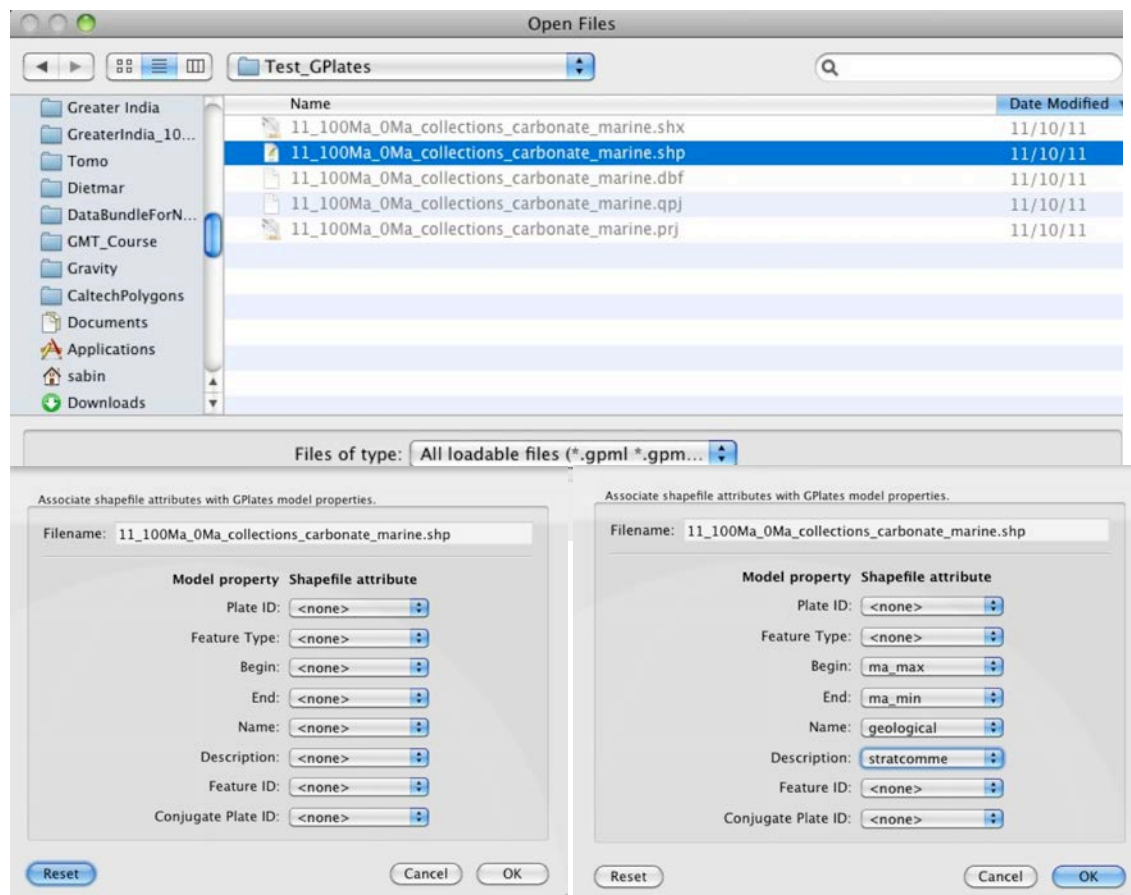 Open Files
Test_GPlates
Name Date Modified
Greater India
GreaterIndia_10...
Tomo
Dietmar
DataBundleForN...
GMT_Course
Gravity
CaltechPolygons
Documents
Applications
sabin
Downloads
11_100Ma_0Ma_collections_carbonate_marine.shx 11/10/11
11_100Ma_0Ma_collections_carbonate_marine.shp 11/10/11
11_100Ma_0Ma_collections_carbonate_marine.dbf 11/10/11
11_100Ma_0Ma_collections_carbonate_marine.qpj 11/10/11
11_100Ma_0Ma_collections_carbonate_marine.prj 11/10/11
Files of type: All loadable files (*.gpml *.gpm...
Associate shapefile attributes with GPlates model properties.
Filename: 11_100Ma_0Ma_collections_carbonate_marine.shp
Model property Shapefile attribute
Plate ID: <none>
Feature Type: <none>
Begin: <none>
End: <none>
Name: <none>
Description: <none>
Feature ID: <none>
Conjugate Plate ID: <none>
Reset Cancel OK
Associate shapefile attributes with GPlates model properties.
Filename: 11_100Ma_0Ma_collections_carbonate_marine.shp
Model property Shapefile attribute
Plate ID: <none>
Feature Type: <none>
Begin: ma_max
End: ma_min
Name: geological
Description: stratcomme
Feature ID: <none>
Conjugate Plate ID: <none>
Reset Cancel OK